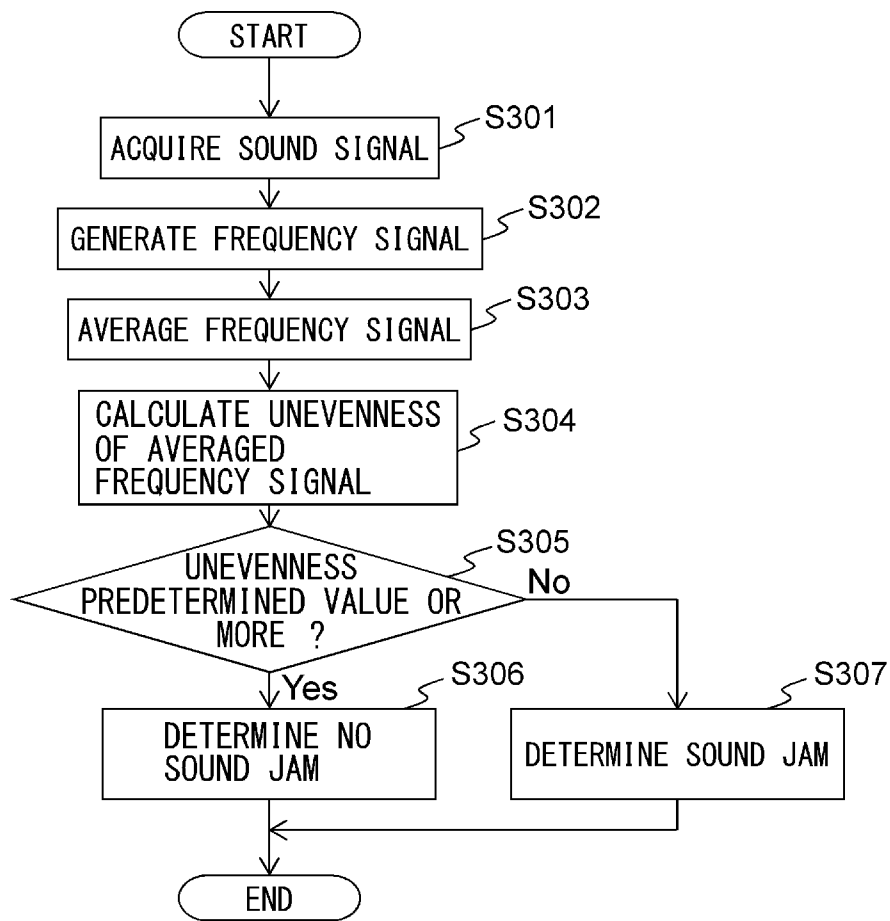 START
S301
ACQUIRE SOUND SIGNAL
S302
GENERATE FREQUENCY SIGNAL
S303
AVERAGE FREQUENCY SIGNAL
S304
CALCULATE UNEVENNESS
OF AVERAGED
FREQUENCY SIGNAL
S305
UNEVENNESS
PREDETERMINED VALUE OR
MORE ?
No
Yes
S306
DETERMINE NO
SOUND JAM
S307
DETERMINE SOUND JAM
END